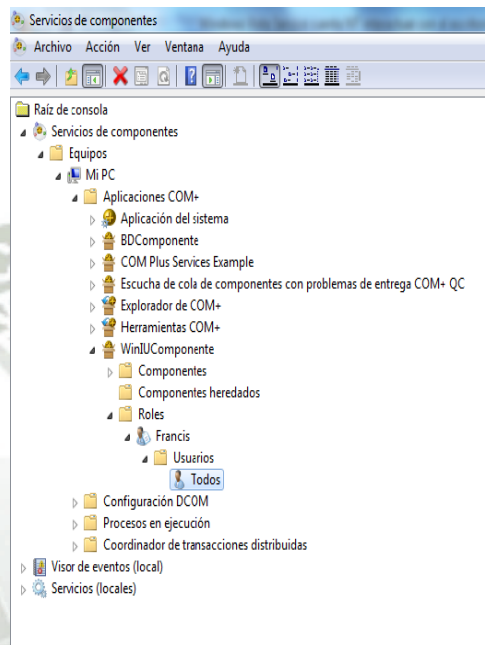 Servicios de componentes
Archivo Acción Ver Ventana Ayuda
Raíz de consola
Servicios de componentes
Equipos
Mi PC
Aplicaciones COM+
Aplicación del sistema
BDComponente
COM Plus Services Example
Escucha de cola de componentes con problemas de entrega COM+ QC
Explorador de COM+
Herramientas COM+
WinIUComponente
Componentes
Componentes heredados
Roles
Francis
Usuarios
Todos
Configuración DCOM
Procesos en ejecución
Coordinador de transacciones distribuidas
Visor de eventos (local)
Servicios (locales)